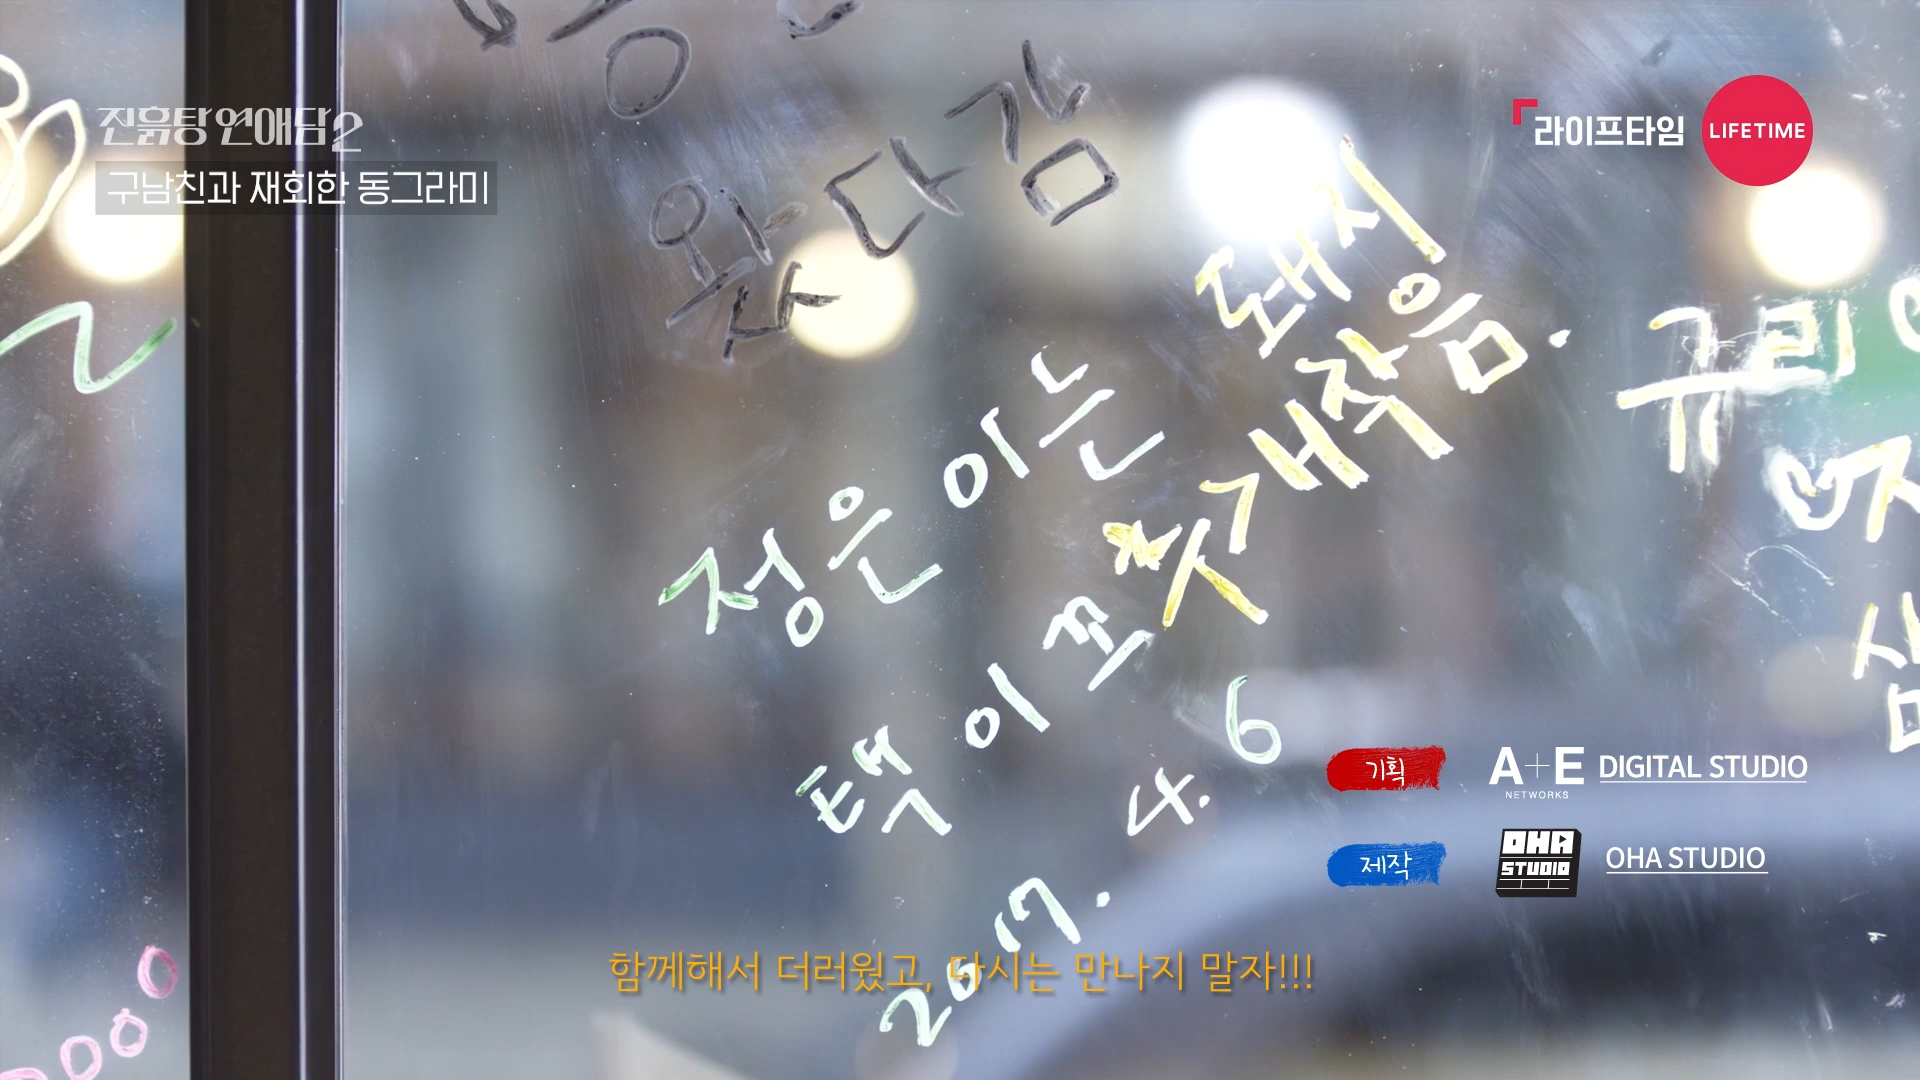 진흙탕 연애담2
구남친과 재회한 동그라미
라이프타임
LIFETIME
왔다감
돼지
정은이는
꼬*추 개작음.
택이꼬
2017. 4. 6
규리
기획
A+E
NETWORKS
DIGITAL STUDIO
제작
OHA
STUDIO
OHA STUDIO
함께해서 더러웠고, 다시는 만나지 말자!!!